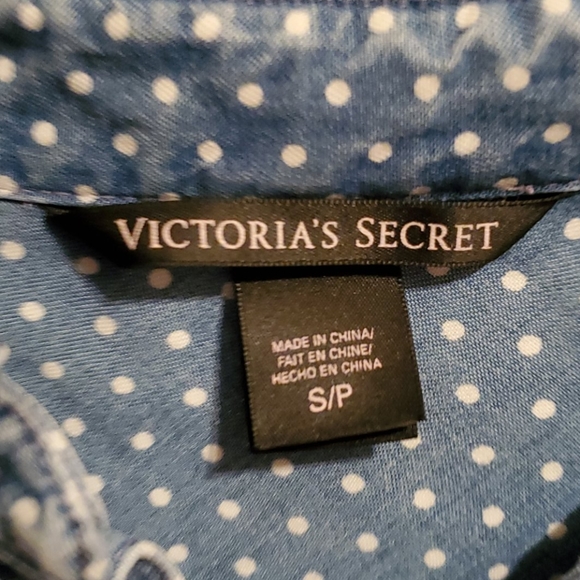 VICTORIA'S SECRET
MADE IN CHINA/
FAIT EN CHINE/
HECHO EN CHINA
S/P